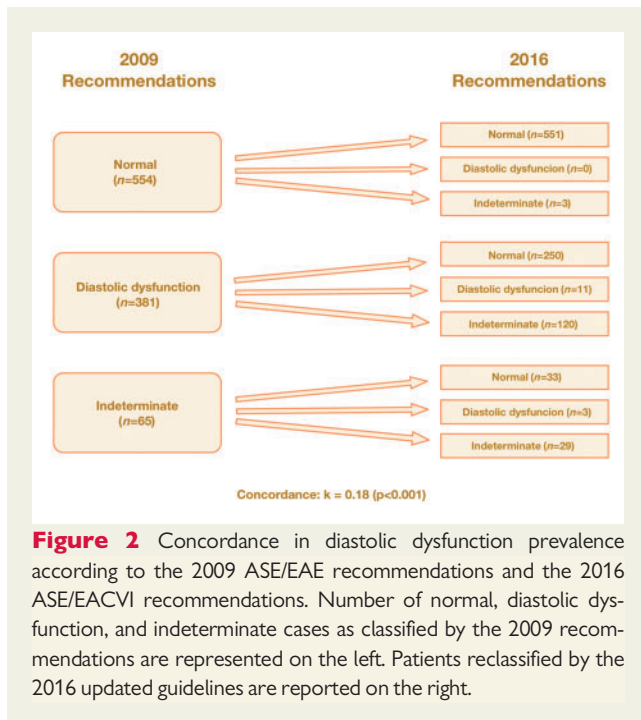 2009
Recommendations
2016
Recommendations
Normal
(n=554)
Normal (n=551)
Diastolic dysfuncion (n=0)
Indeterminate (n=3)
Diastolic dysfunction
(n=381)
Normal (n=250)
Diastolic dysfuncion (n=11)
Indeterminate (n=120)
Indeterminate
(n=65)
Normal (n=33)
Diastolic dysfuncion (n=3)
Indeterminate (n=29)
Concordance: k = 0.18 (p<0.001)
Figure 2 Concordance in diastolic dysfunction prevalence
according to the 2009 ASE/EAE recommendations and the 2016
ASE/EACVI recommendations. Number of normal, diastolic dys-
function, and indeterminate cases as classified by the 2009 recom-
mendations are represented on the left. Patients reclassified by the
2016 updated guidelines are reported on the right.